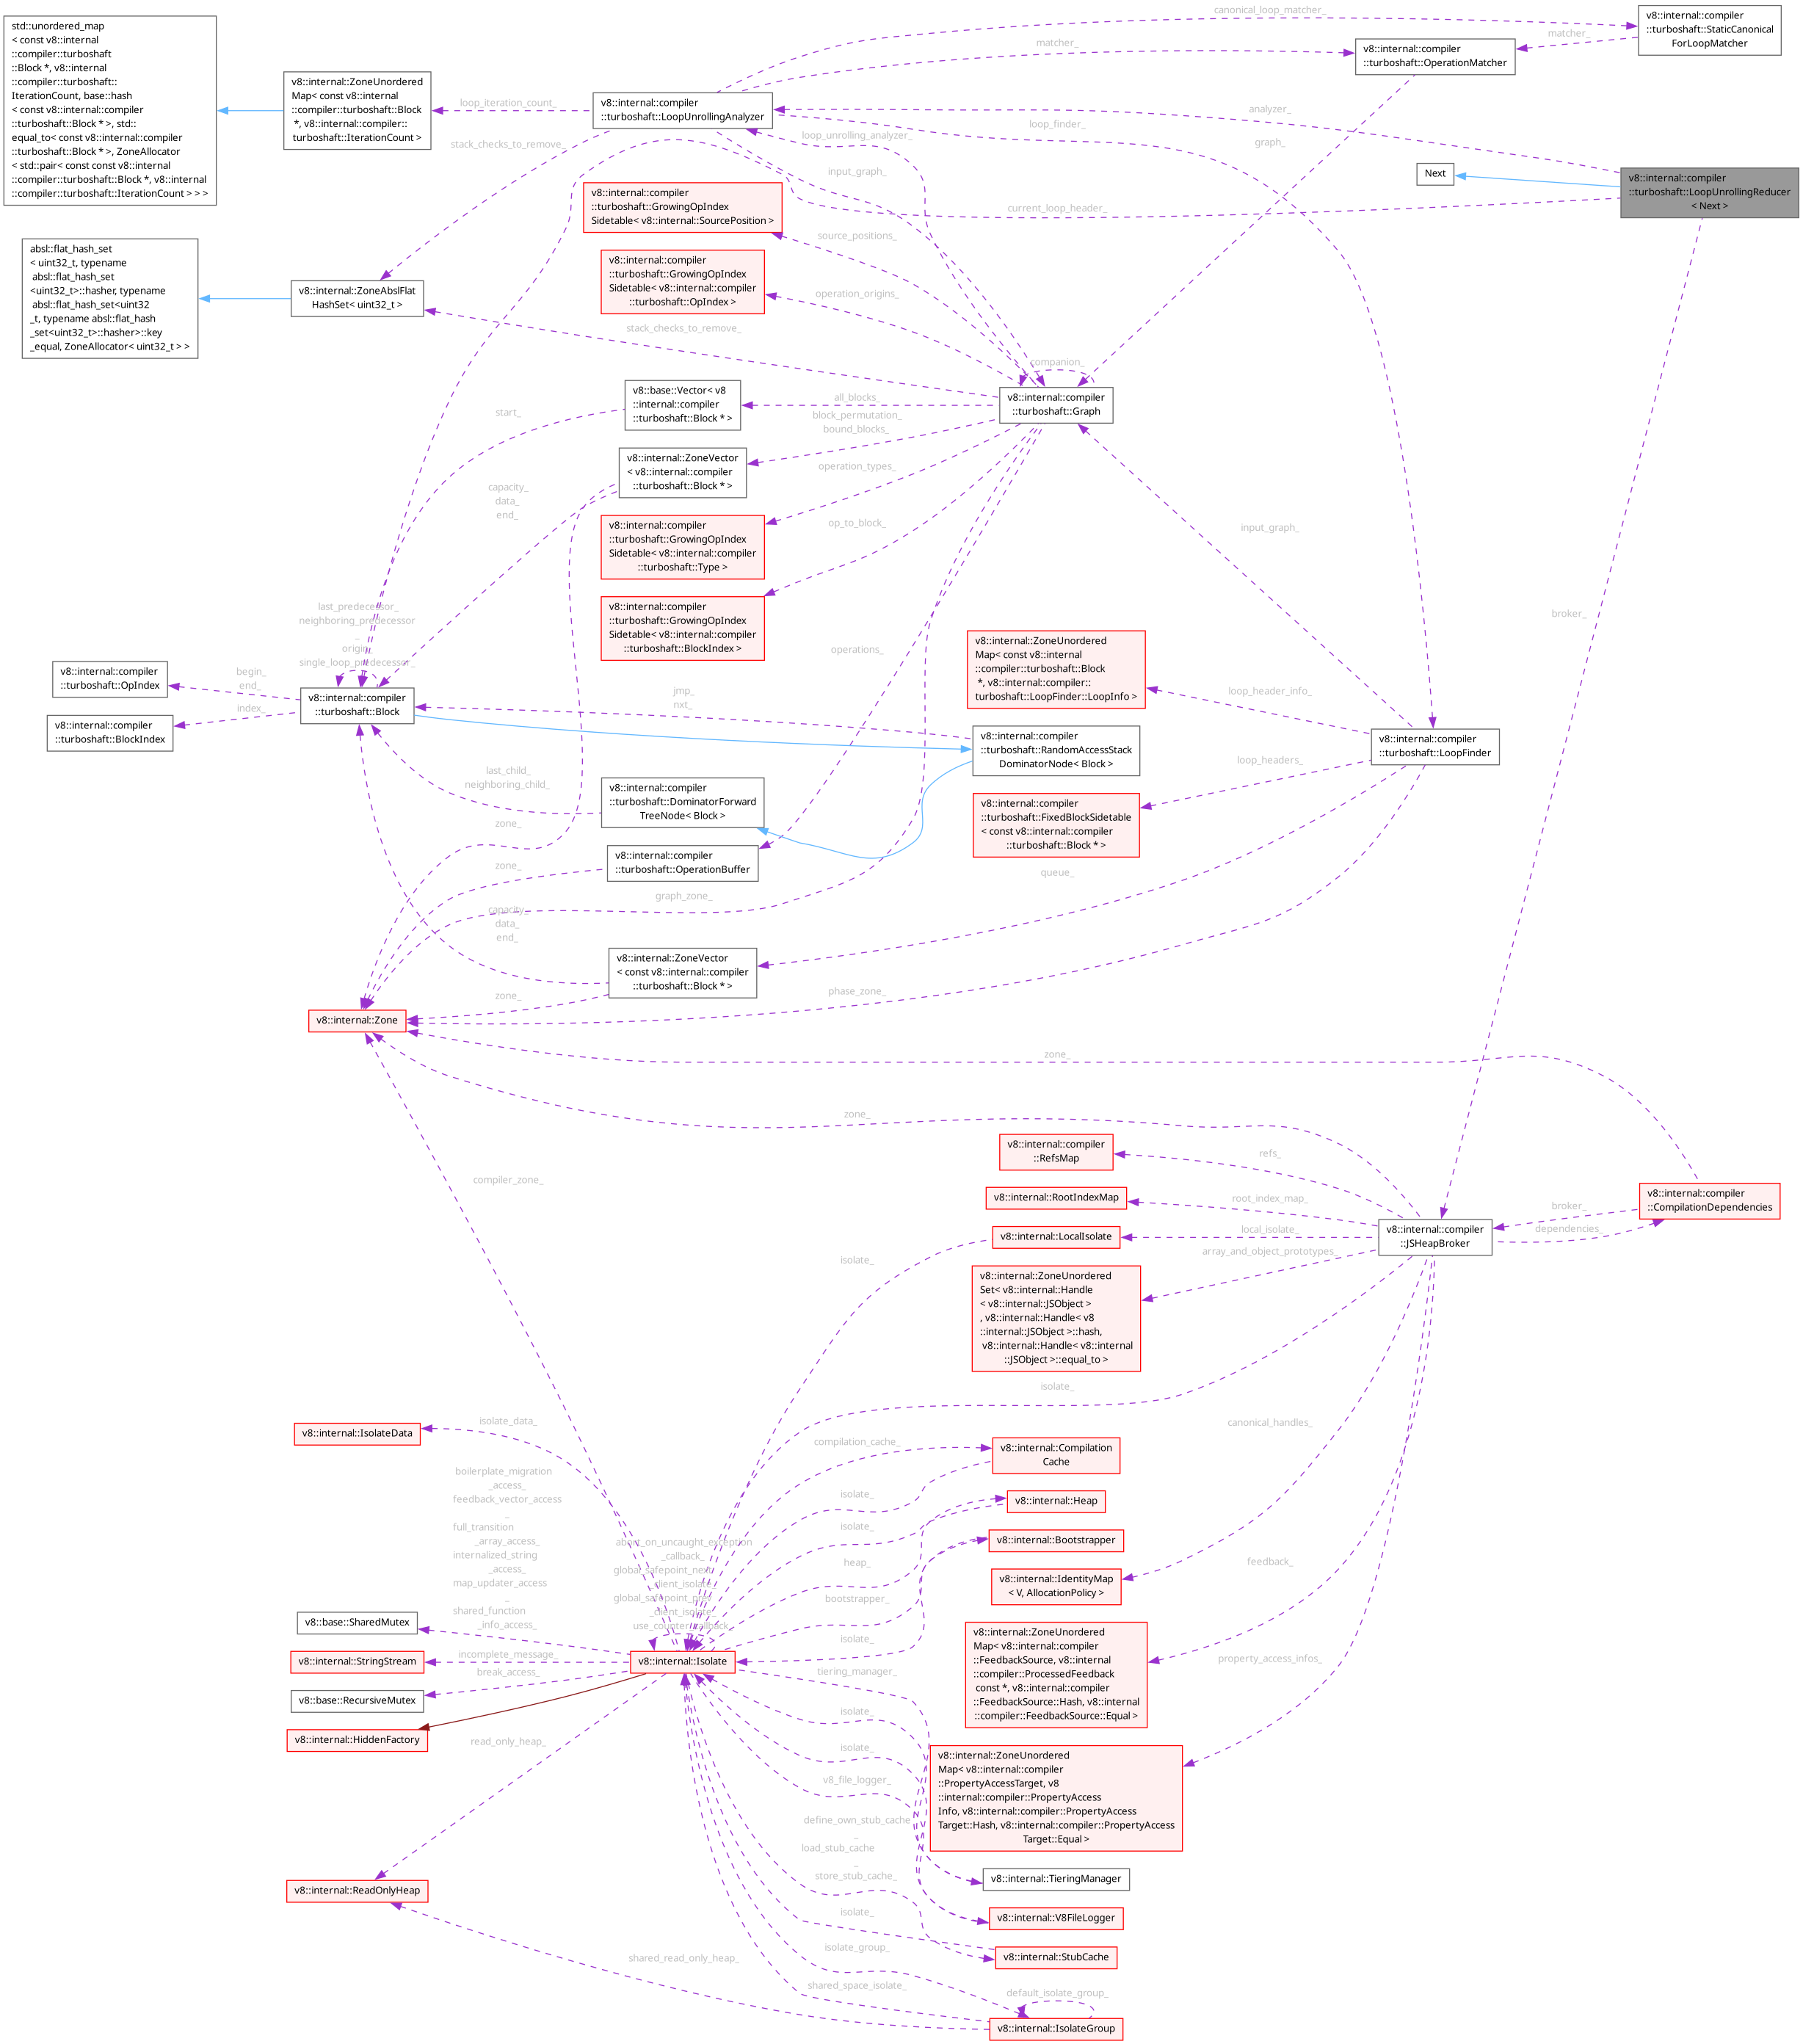 std::unordered_map
< const v8::internal
::compiler::turboshaft
::Block *, v8::internal
::compiler::turboshaft::
IterationCount, base::hash
< const v8::internal::compiler
::turboshaft::Block * >, std::
equal_to< const v8::internal::compiler
::turboshaft::Block * >, ZoneAllocator
< std::pair< const const v8::internal
::compiler::turboshaft::Block *, v8::internal
::compiler::turboshaft::IterationCount > > >
v8::internal::ZoneUnordered
Map< const v8::internal
::compiler::turboshaft::Block
*, v8::internal::compiler::
turboshaft::IterationCount >
loop_iteration_count_
v8::internal::compiler
::turboshaft::LoopUnrollingAnalyzer
canonical_loop_matcher_
matcher_
v8::internal::compiler
::turboshaft::OperationMatcher
matcher_
v8::internal::compiler
::turboshaft::StaticCanonical
ForLoopMatcher
analyzer_
loop_finder_
graph_
stack_checks_to_remove_
loop_unrolling_analyzer_
input_graph_
current_loop_header_
Next
v8::internal::compiler
::turboshaft::LoopUnrollingReducer
< Next >
v8::internal::compiler
::turboshaft::GrowingOpIndex
Sidetable< v8::internal::SourcePosition >
source_positions_
v8::internal::compiler
::turboshaft::GrowingOpIndex
Sidetable< v8::internal::compiler
::turboshaft::OpIndex >
operation_origins_
stack_checks_to_remove_
absl::flat_hash_set
< uint32_t, typename
absl::flat_hash_set
<uint32_t>::hasher, typename
absl::flat_hash_set<uint32
_t, typename absl::flat_hash
_set<uint32_t>::hasher>::key
_equal, ZoneAllocator< uint32_t > >
v8::internal::ZoneAbslFlat
HashSet< uint32_t >
companion_
v8::internal::compiler
::turboshaft::Graph
start_
v8::base::Vector< v8
::internal::compiler
::turboshaft::Block * >
all_blocks_
block_permutation_
bound_blocks_
v8::internal::ZoneVector
< v8::internal::compiler
::turboshaft::Block * >
capacity_
data_
end_
operation_types_
v8::internal::compiler
::turboshaft::GrowingOpIndex
Sidetable< v8::internal::compiler
::turboshaft::Type >
op_to_block_
v8::internal::compiler
::turboshaft::GrowingOpIndex
Sidetable< v8::internal::compiler
::turboshaft::BlockIndex >
input_graph_
broker_
last_predecessor_
neighboring_predecessor
_
origin_
single_loop_predecessor_
operations_
v8::internal::compiler
::turboshaft::OpIndex
begin_
end_
index_
v8::internal::compiler
::turboshaft::BlockIndex
v8::internal::compiler
::turboshaft::Block
jmp_
nxt_
v8::internal::ZoneUnordered
Map< const v8::internal
::compiler::turboshaft::Block
*, v8::internal::compiler::
turboshaft::LoopFinder::LoopInfo >
loop_header_info_
v8::internal::compiler
::turboshaft::RandomAccessStack
DominatorNode< Block >
v8::internal::compiler
::turboshaft::LoopFinder
loop_headers_
last_child_
neighboring_child_
v8::internal::compiler
::turboshaft::DominatorForward
TreeNode< Block >
v8::internal::compiler
::turboshaft::FixedBlockSidetable
< const v8::internal::compiler
::turboshaft::Block * >
zone_
zone_
v8::internal::compiler
::turboshaft::OperationBuffer
graph_zone_
queue_
capacity_
data_
end_
v8::internal::ZoneVector
< const v8::internal::compiler
::turboshaft::Block * >
zone_
phase_zone_
v8::internal::Zone
zone_
zone_
v8::internal::compiler
::RefsMap
refs_
compiler_zone_
v8::internal::RootIndexMap
root_index_map_
v8::internal::LocalIsolate
local_isolate_
v8::internal::compiler
::JSHeapBroker
broker_
dependencies_
v8::internal::compiler
::CompilationDependencies
isolate_
array_and_object_prototypes_
v8::internal::ZoneUnordered
Set< v8::internal::Handle
< v8::internal::JSObject >
, v8::internal::Handle< v8
::internal::JSObject >::hash,
v8::internal::Handle< v8::internal
::JSObject >::equal_to >
isolate_
canonical_handles_
v8::internal::IsolateData
isolate_data_
compilation_cache_
v8::internal::Compilation
Cache
boilerplate_migration
_access_
feedback_vector_access
_
full_transition
_array_access_
internalized_string
_access_
map_updater_access
_
shared_function
_info_access_
isolate_
v8::internal::Heap
isolate_
abort_on_uncaught_exception
_callback_
global_safepoint_next
_client_isolate_
global_safepoint_prev
_client_isolate_
use_counter_callback_
heap_
v8::internal::Bootstrapper
bootstrapper_
v8::internal::IdentityMap
< V, AllocationPolicy >
feedback_
isolate_
v8::base::SharedMutex
v8::internal::StringStream
incomplete_message_
break_access_
v8::internal::Isolate
tiering_manager_
v8::base::RecursiveMutex
v8::internal::HiddenFactory
v8::internal::ZoneUnordered
Map< v8::internal::compiler
::FeedbackSource, v8::internal
::compiler::ProcessedFeedback
const *, v8::internal::compiler
::FeedbackSource::Hash, v8::internal
::compiler::FeedbackSource::Equal >
property_access_infos_
read_only_heap_
isolate_
isolate_
v8_file_logger_
v8::internal::ZoneUnordered
Map< v8::internal::compiler
::PropertyAccessTarget, v8
::internal::compiler::PropertyAccess
Info, v8::internal::compiler::PropertyAccess
Target::Hash, v8::internal::compiler::PropertyAccess
Target::Equal >
define_own_stub_cache
_
load_stub_cache
_
store_stub_cache_
v8::internal::TieringManager
v8::internal::ReadOnlyHeap
v8::internal::V8FileLogger
isolate_
v8::internal::StubCache
isolate_group_
shared_read_only_heap_
shared_space_isolate_
default_isolate_group_
v8::internal::IsolateGroup